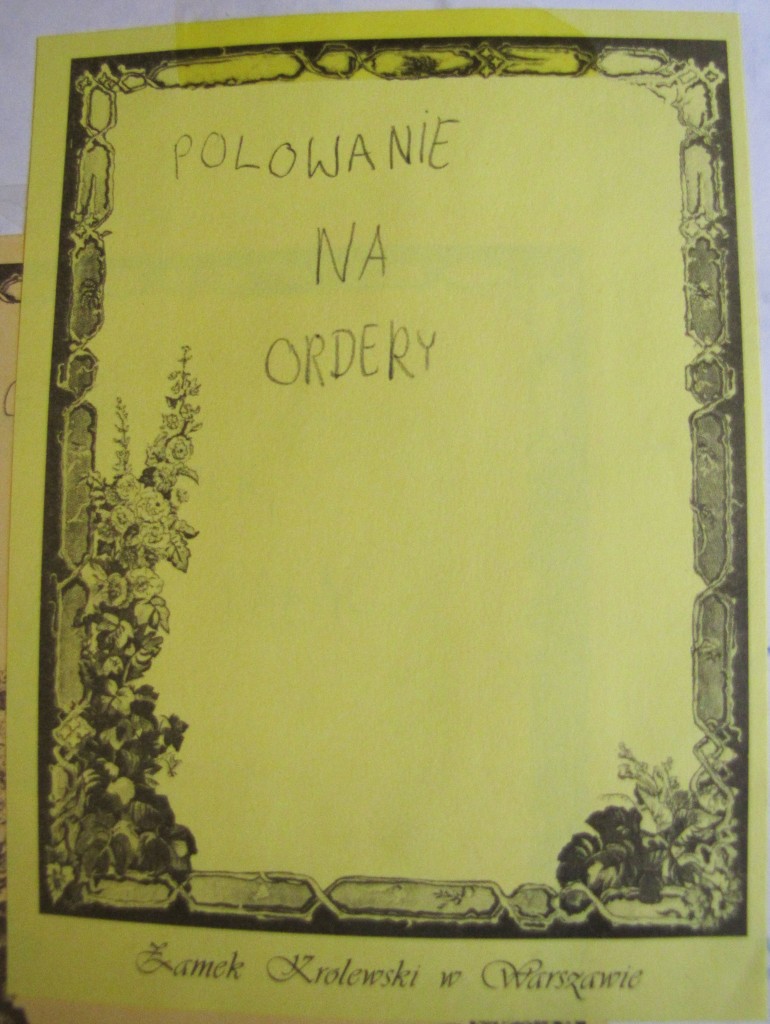 POLOWANIE
NA
ORDERY
Zamek Krolewski w Warszawie